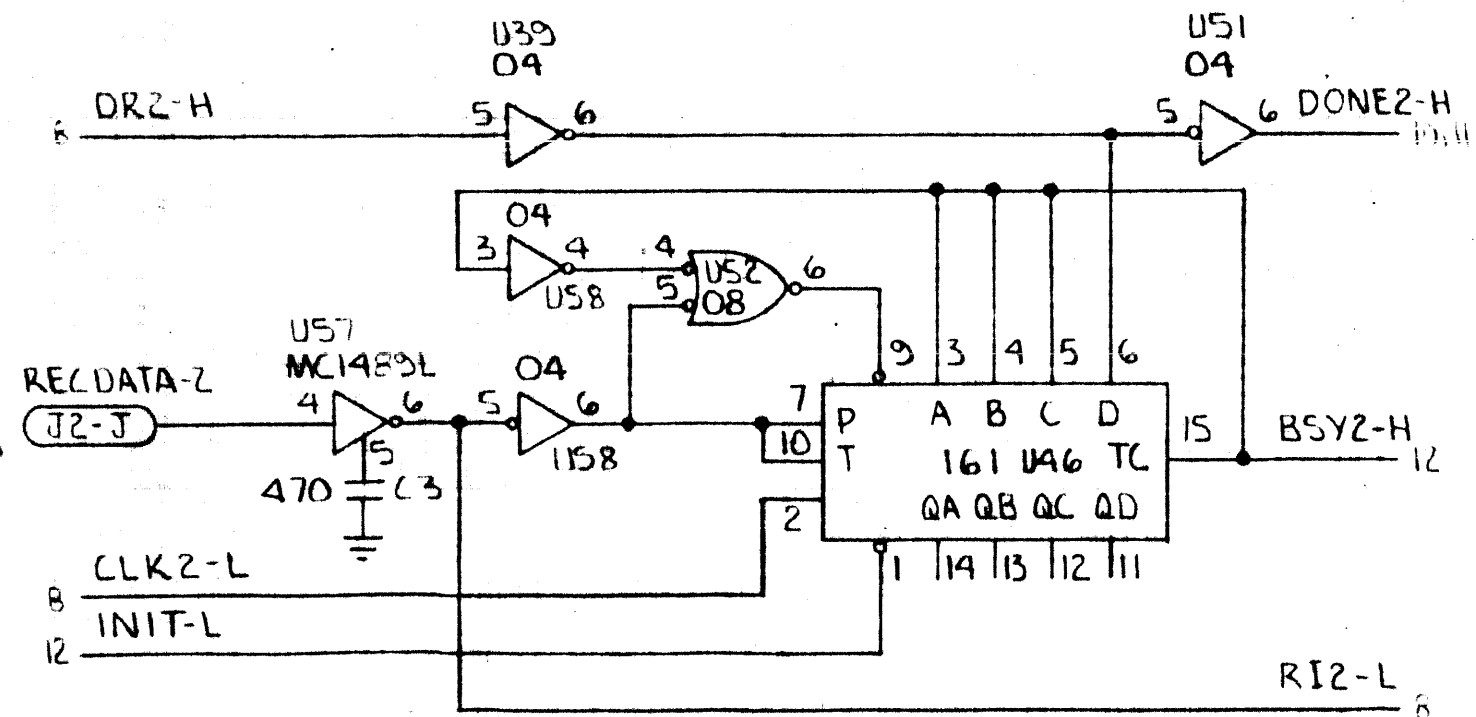 U39
04
U51
04
DR2-H
5
6
5
6
DONE2-H
04
3
4
4
5
U52
08
6
U58
U57
MC1489L
RECDATA-2
J2-J
4
6
5
04
5
6
U58
470
C3
9
3
4
5
6
7
10
P
T
A B C D
161 U46 TC
QA QB QC QD
15
BSY2-H
12
2
1
14
13
12
11
CLK2-L
8
INIT-L
12
RI2-L
8